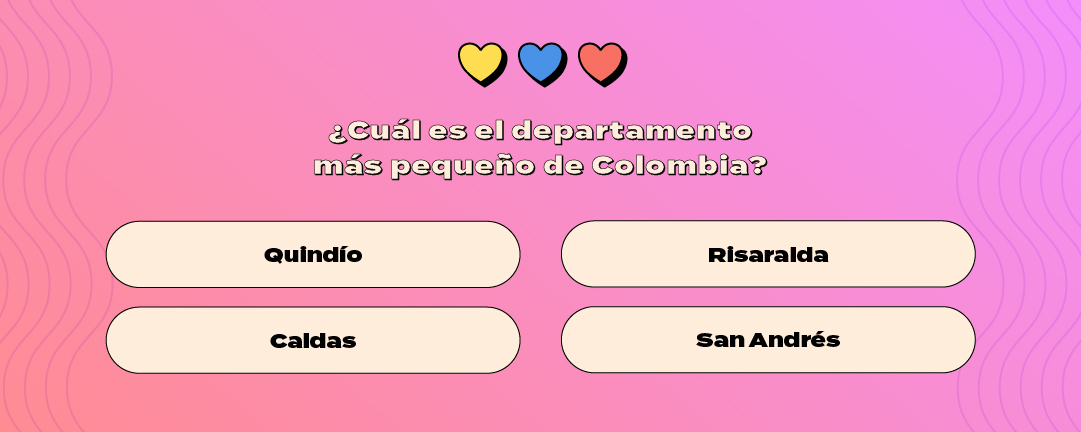 ¿Cuál es el departamento
más pequeño de Colombia?
Quindío
Risaralda
Caldas
San Andrés